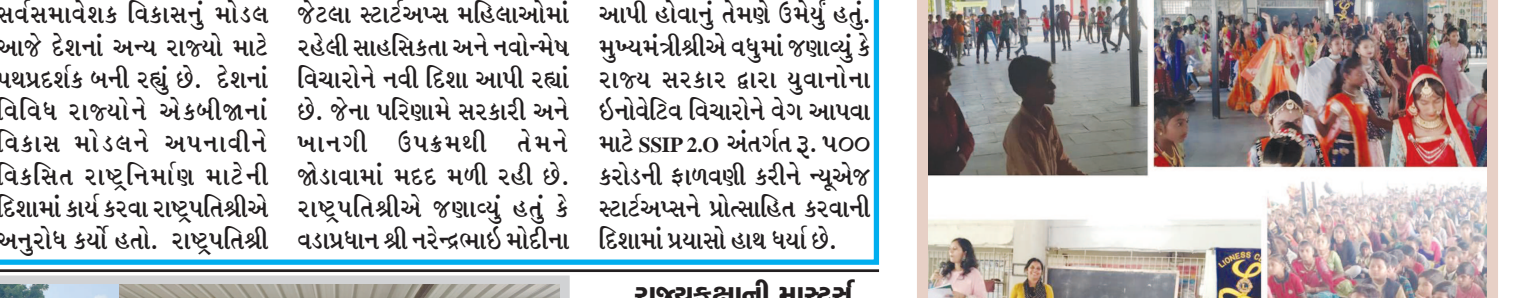 સર્વસમાવેશક વિકાસનું મોડલ
આજે દેશનાં અન્ય રાજ્યો માટે
પથપ્રદર્શક બની રહ્યું છે. દેશનાં
વિવિધ રાજ્યોને એકબીજાનાં
વિકાસ મોડલને અપનાવીને
વિકસિત રાષ્ટ્રનિર્માણ માટેની
દિશામાં કાર્ય કરવા રાષ્ટ્રપતિશ્રીએ
અનુરોધ કર્યો હતો. રાષ્ટ્રપતિશ્રી
જેટલા સ્ટાર્ટઅપ્સ મહિલાઓમાં
રહેલી સાહસિકતા અને નવોન્મેષ
વિચારોને નવી દિશા આપી રહ્યાં
છે. જેના પરિણામે સરકારી અને
ખાનગી ઉપક્રમથી તેમને
જોડાવામાં મદદ મળી રહી છે.
રાષ્ટ્રપતિશ્રીએ જણાવ્યું હતું કે
વડાપ્રધાન શ્રી નરેન્દ્રભાઇ મોદીના
આપી હોવાનું તેમણે ઉમેર્યું હતું.
મુખ્યમંત્રીશ્રીએ વધુમાં જણાવ્યું કે
રાજ્ય સરકાર દ્વારા યુવાનોના
ઇનોવેટિવ વિચારોને વેગ આપવા
માટે SSIP 2.O અંતર્ગત રૂ. ૫૦૦
કરોડની ફાળવણી કરીને ન્યૂએજ
સ્ટાર્ટઅપ્સને પ્રોત્સાહિત કરવાની
દિશામાં પ્રયાસો હાથ ધર્યા છે.
રાજ્યકક્ષાની માસ્ટર્સ
LIONESS